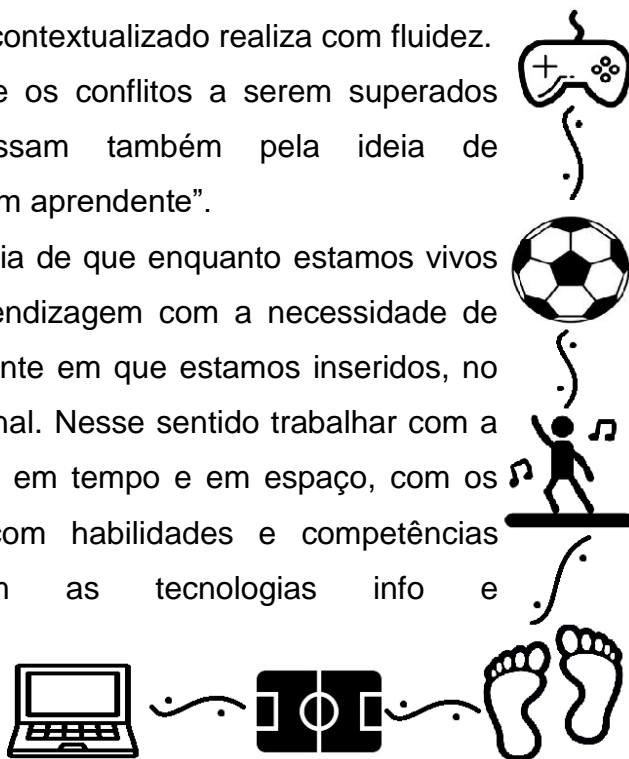 contextualizado realiza com fluidez.
e os conflitos a serem superados
ssam também pela ideia de
m aprendente”.
ia de que enquanto estamos vivos
endizagem com a necessidade de
nte em que estamos inseridos, no
nal. Nesse sentido trabalhar com a
em tempo e em espaço, com os
com habilidades e competências
as tecnologias info e